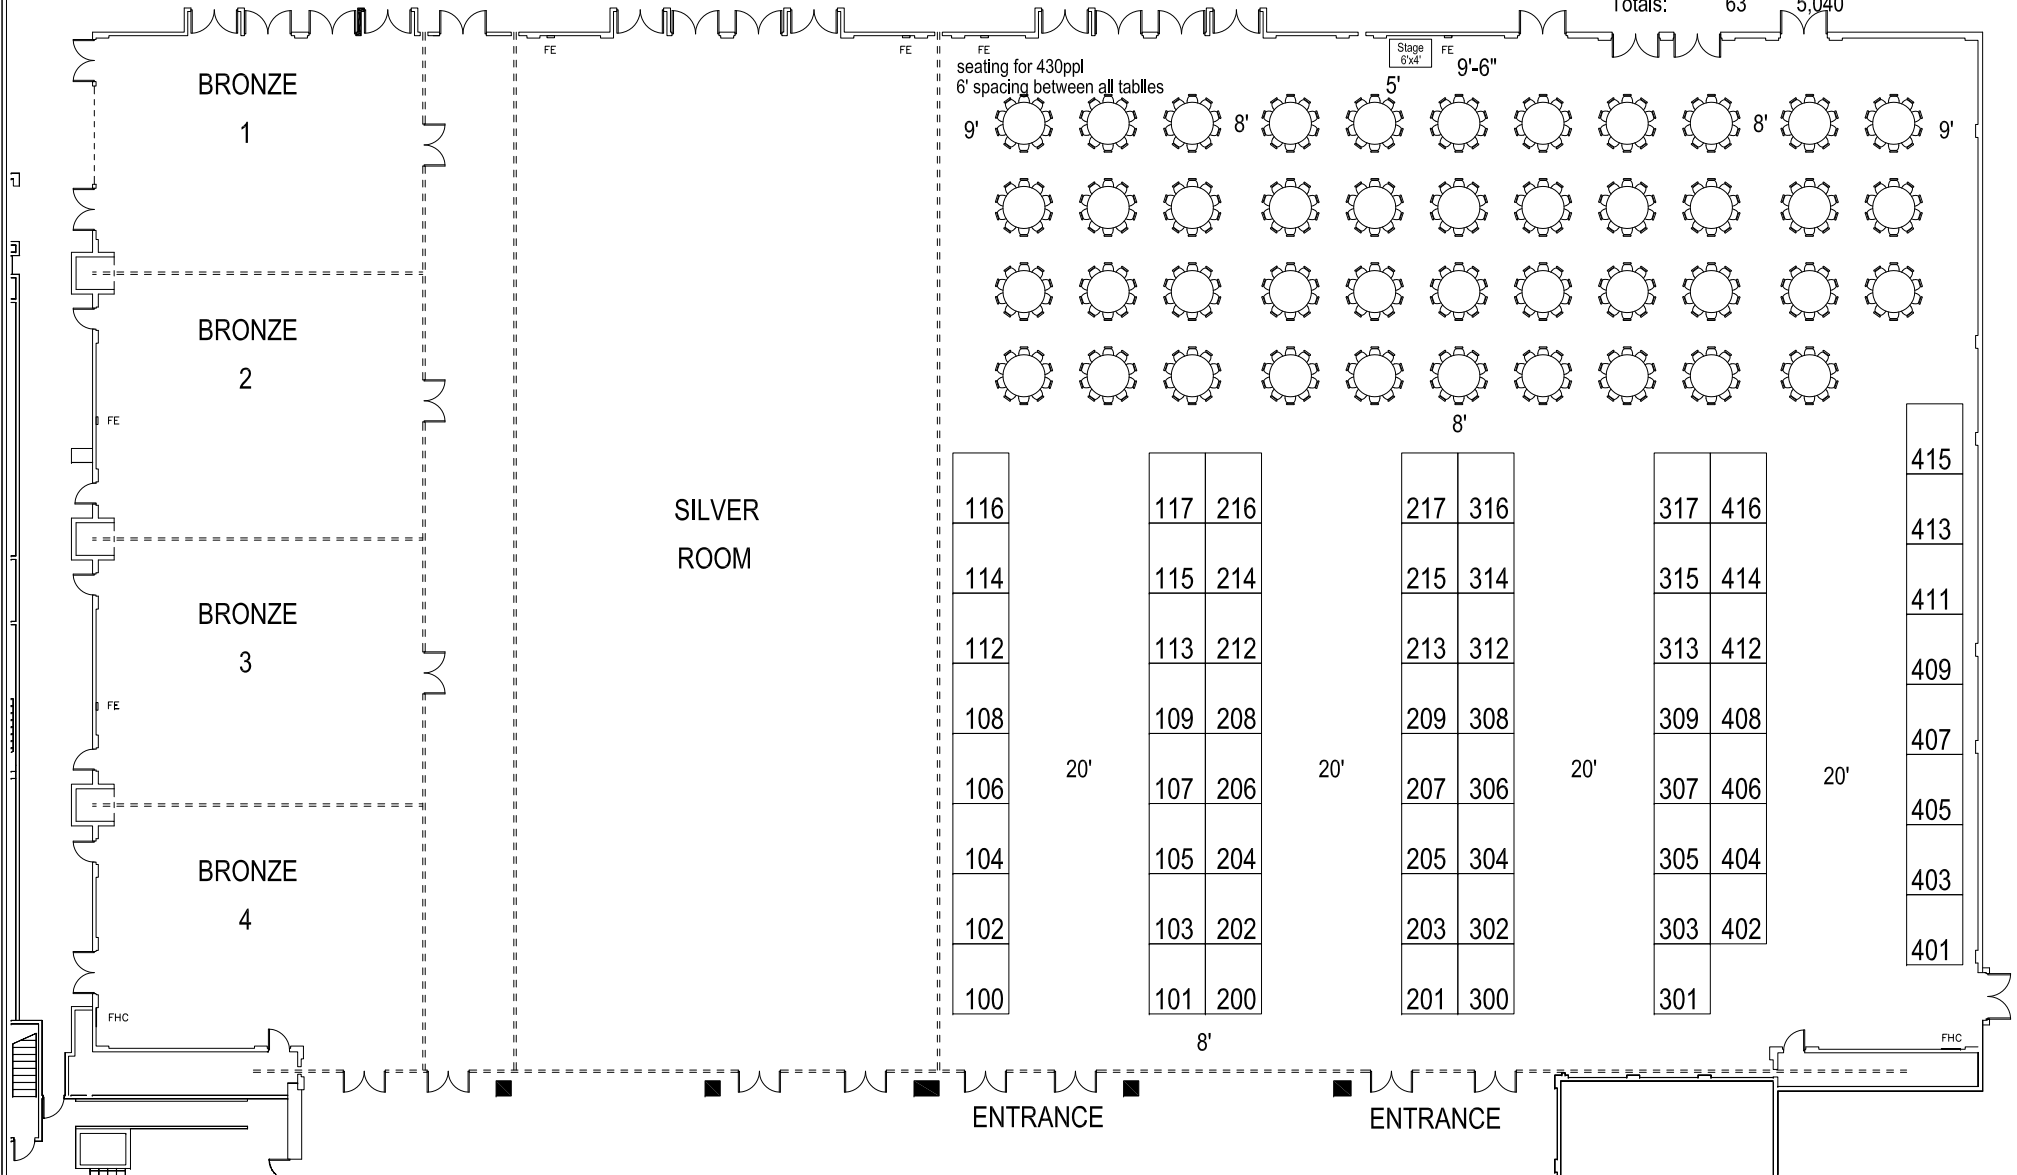 Totals: 63 5,040
FE
FE
FE
Stage
6'x4'
FE
9'-6"
seating for 430ppl
6' spacing between all tablles
5'
9'
8'
8'
9'
8'
BRONZE
1
BRONZE
2
FE
BRONZE
3
FE
BRONZE
4
FHC
SILVER
ROOM
415
116 117 216 217 316 317 416
413
114 115 214 215 314 315 414
411
112 113 212 213 312 313 412
409
108 109 208 209 308 309 408
407
20' 20' 20' 20'
106 107 206 207 306 307 406
405
104 105 204 205 304 305 404
403
102 103 202 203 302 303 402
401
100 101 200 201 300 301
8'
FHC
ENTRANCE ENTRANCE